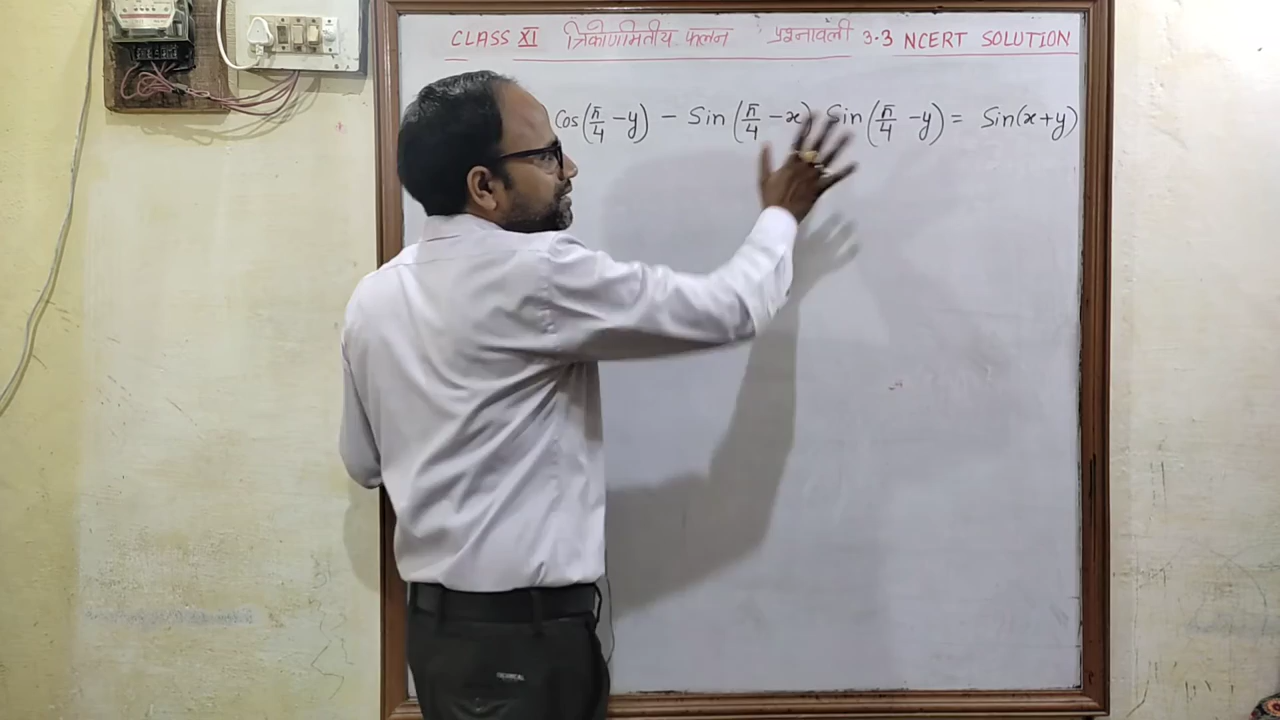 CLASS XI त्रिकोणमितीय फलन प्रश्नावली 3.3 NCERT SOLUTION
Cos(π/4 -y) - Sin(π/4 -x) Sin(π/4 -y) = Sin(x+y)